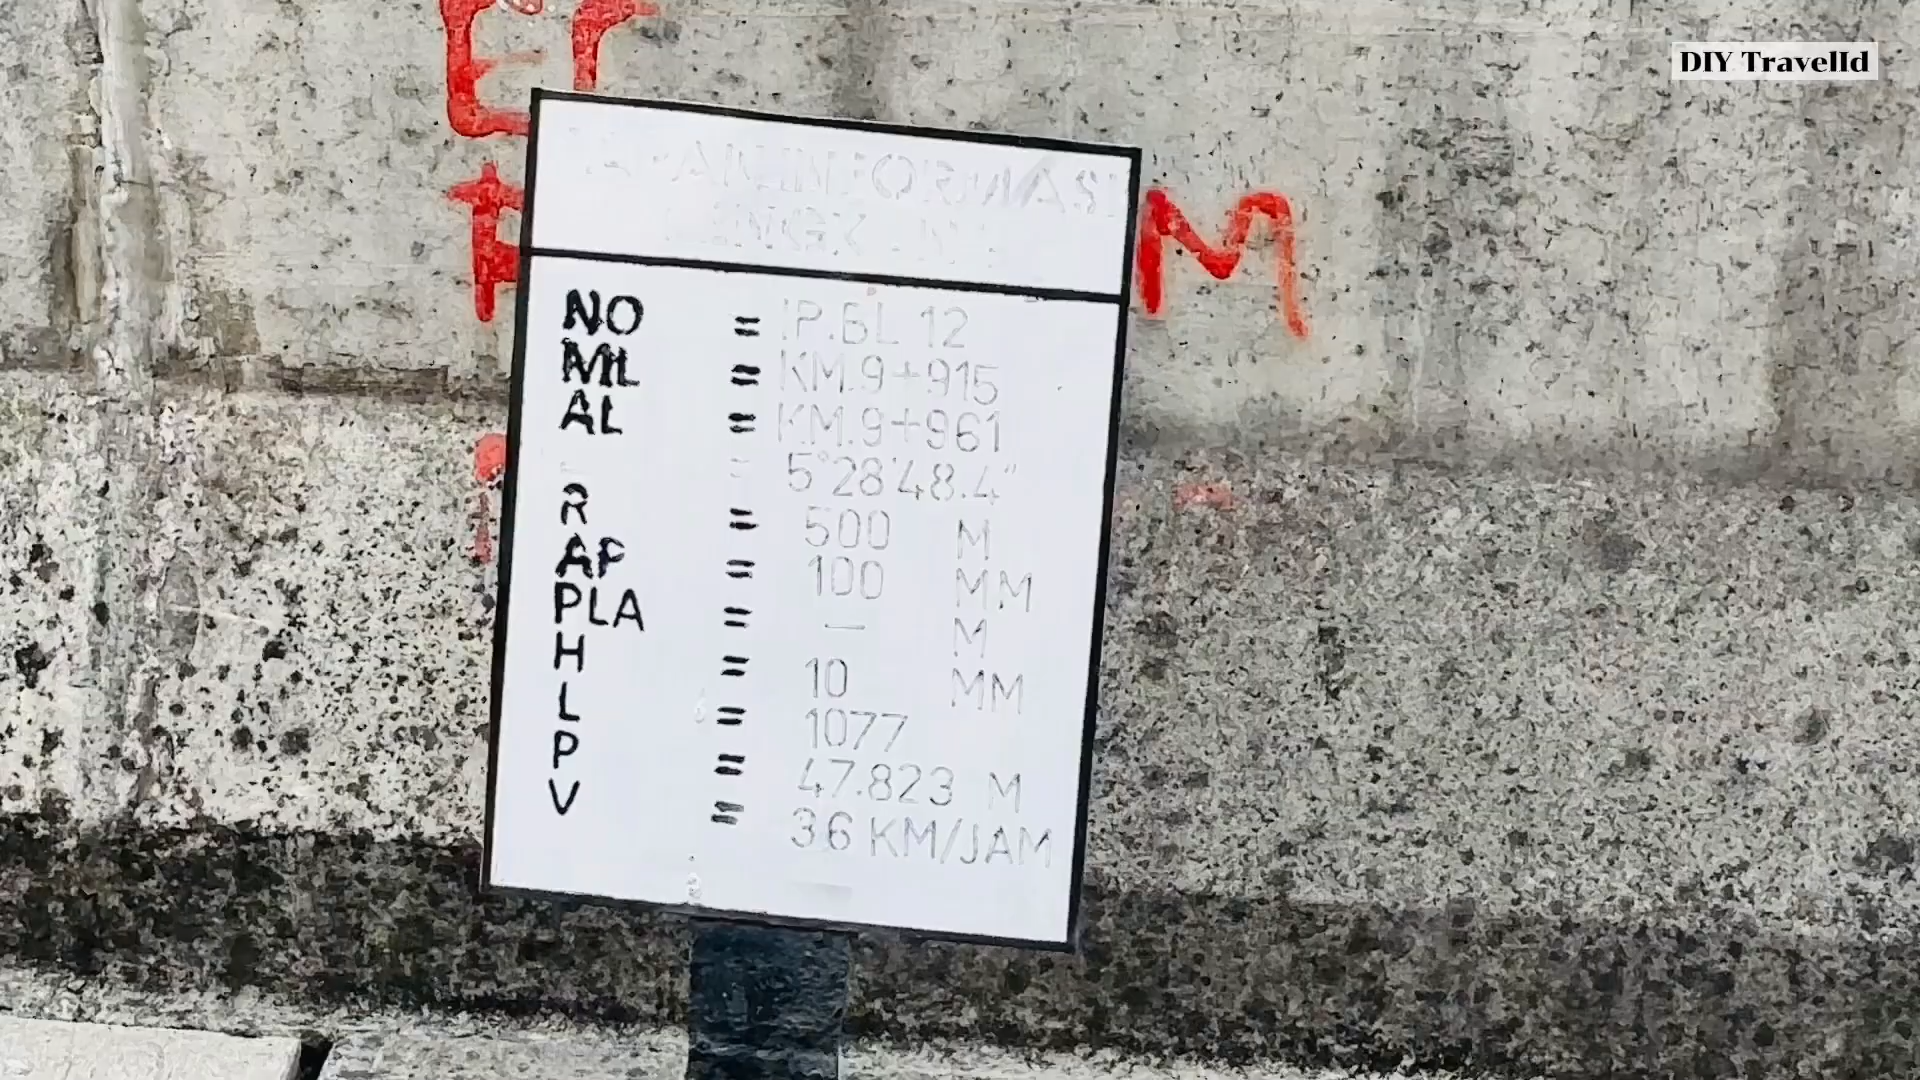 DIY Travelld
INFORMASI
NO = IP.BL 12
ML = KM.9+915
AL = KM.9+961
= 5°28'48.4"
R = 500 M
AP = 100 MM
PLA = — M
H = 10 MM
L = 1077
P = 47.823 M
V = 36 KM/JAM
M